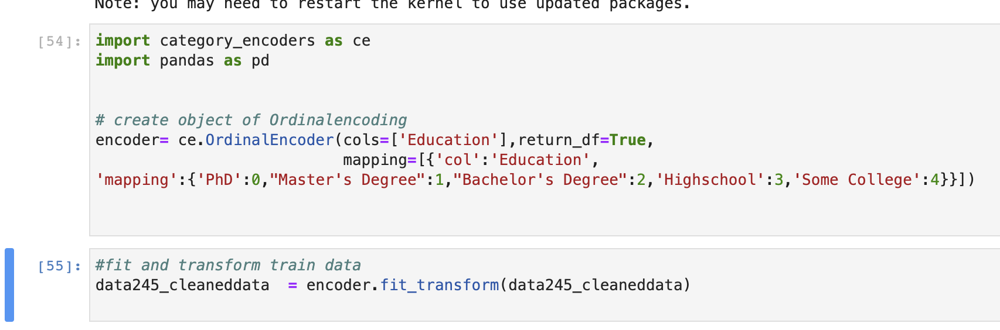 Note: you may need to restart the kernel to use updated packages.
[54]:
import category_encoders as ce
import pandas as pd
# create object of Ordinalencoding
encoder= ce.OrdinalEncoder(cols=['Education'],return_df=True,
mapping=[{'col':'Education',
'mapping':{'PhD':0,"Master's Degree":1,"Bachelor's Degree":2,'Highschool':3,'Some College':4}}])
[55]:
#fit and transform train data
data245_cleaneddata  = encoder.fit_transform(data245_cleaneddata)